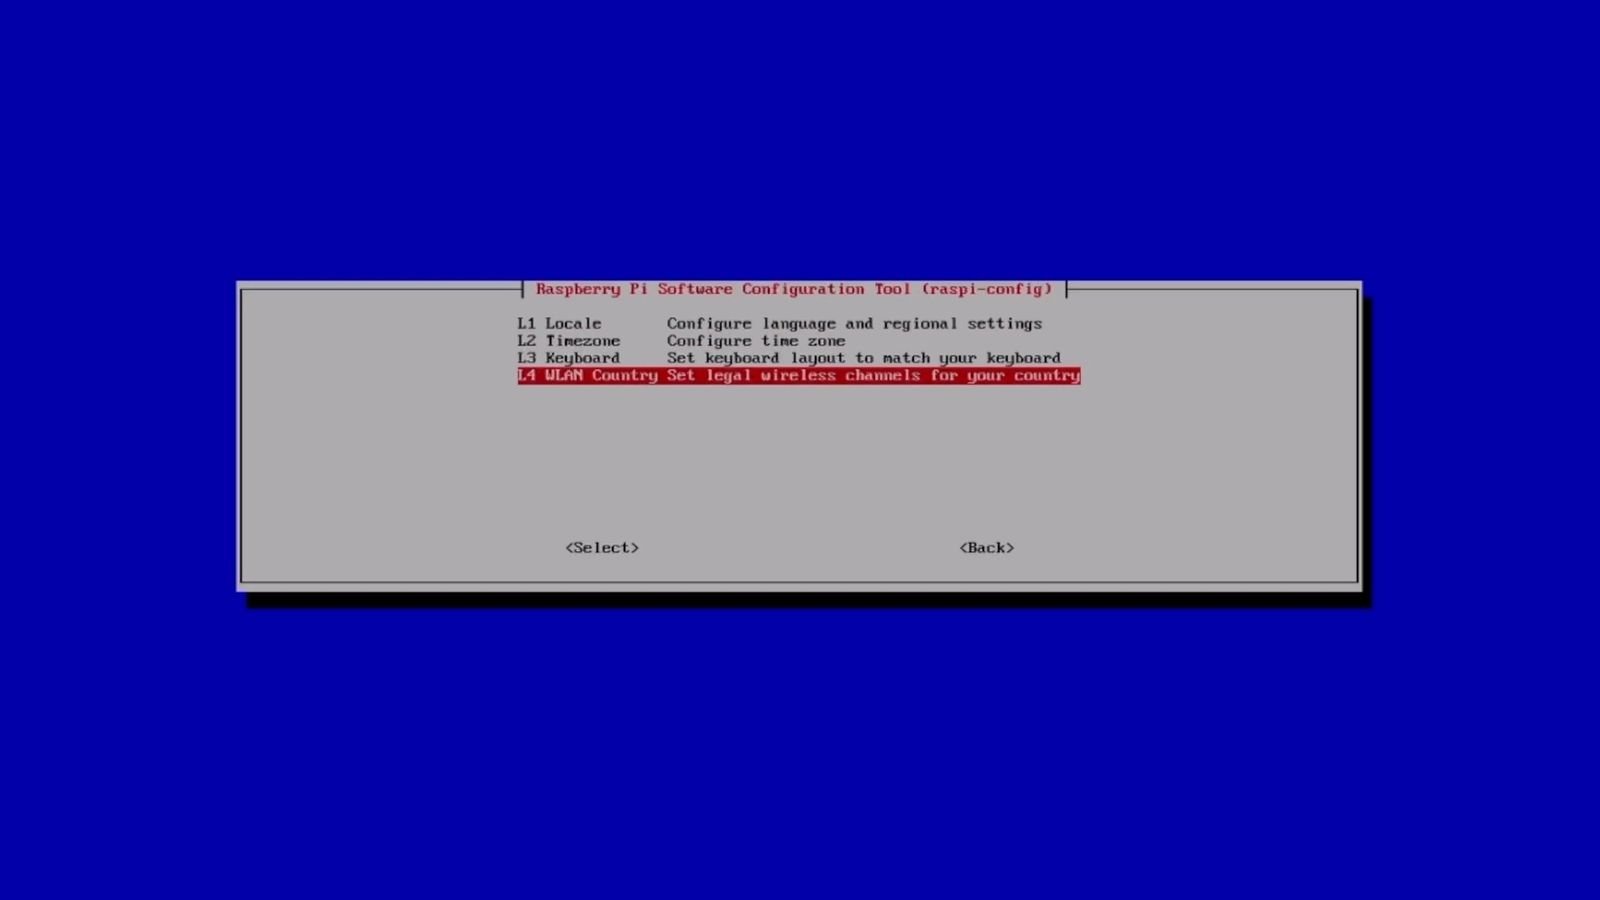 Raspberry Pi Software Configuration Tool (raspi-config)
L1 Locale Configure language and regional settings
L2 Timezone Configure time zone
L3 Keyboard Set keyboard layout to match your keyboard
L4 WLAN Country Set legal wireless channels for your country
<Select> <Back>